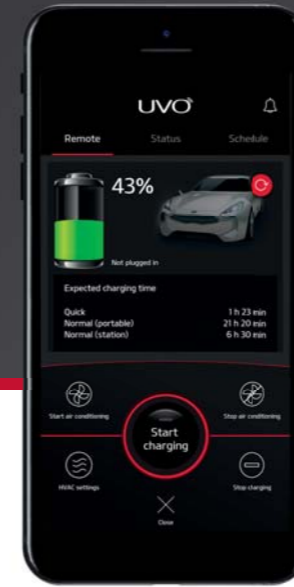 UVO
Remote Status Schedule
43%
Not plugged in
Expected charging time
Quick 1 h 23 min
Normal (portable) 21 h 20 min
Normal (station) 6 h 30 min
Start air conditioning Stop air conditioning
Start
charging
HVAC settings Stop charging
Close